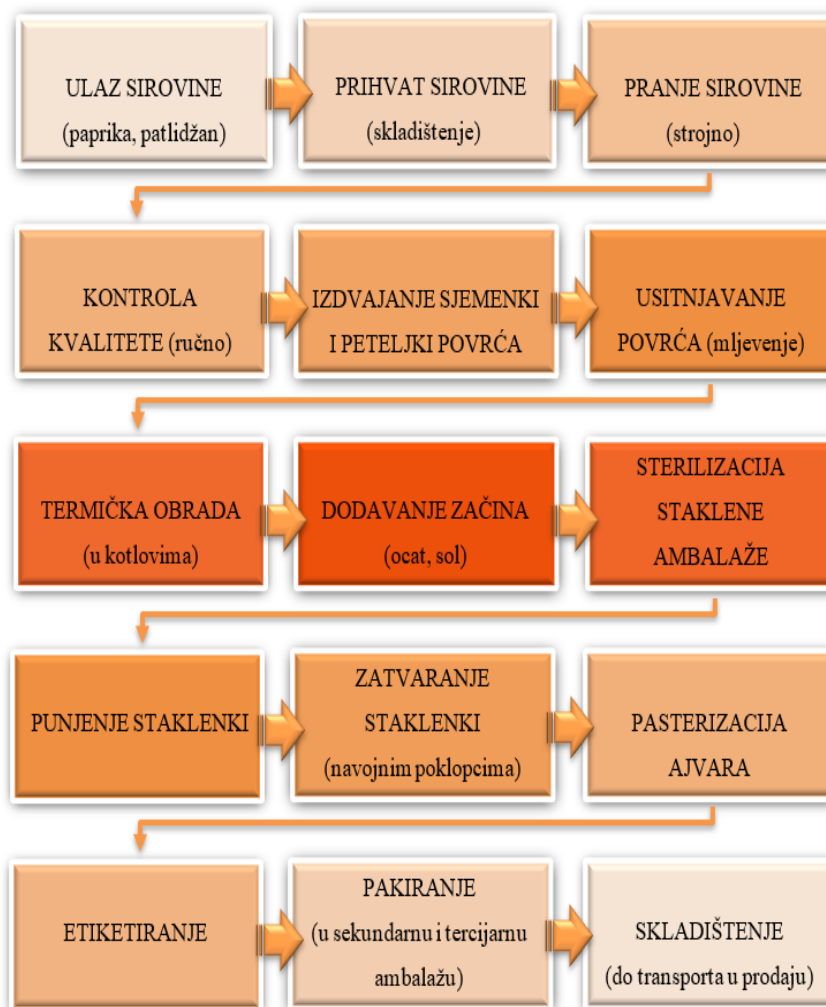 ULAZ SIROVINE
(paprika, patlidžan)
PRIHVAT SIROVINE
(skladištenje)
PRANJE SIROVINE
(strojno)
KONTROLA
KVALITETE (ručno)
IZDVAJANJE SJEMENKI
I PETELJKI POVRĆA
USITNJAVANJE
POVRĆA (mljevenje)
TERMIČKA OBRADA
(u kotlovima)
DODAVANJE ZAČINA
(ocat, sol)
STERILIZACIJA
STAKLENE
AMBALAŽE
PUNJENJE STAKLENKI
ZATVARANJE
STAKLENKI
(navojnim poklopcima)
PASTERIZACIJA
AJVARA
ETIKETIRANJE
PAKIRANJE
(u sekundarnu i tercijarnu
ambalažu)
SKLADIŠTENJE
(do transporta u prodaju)